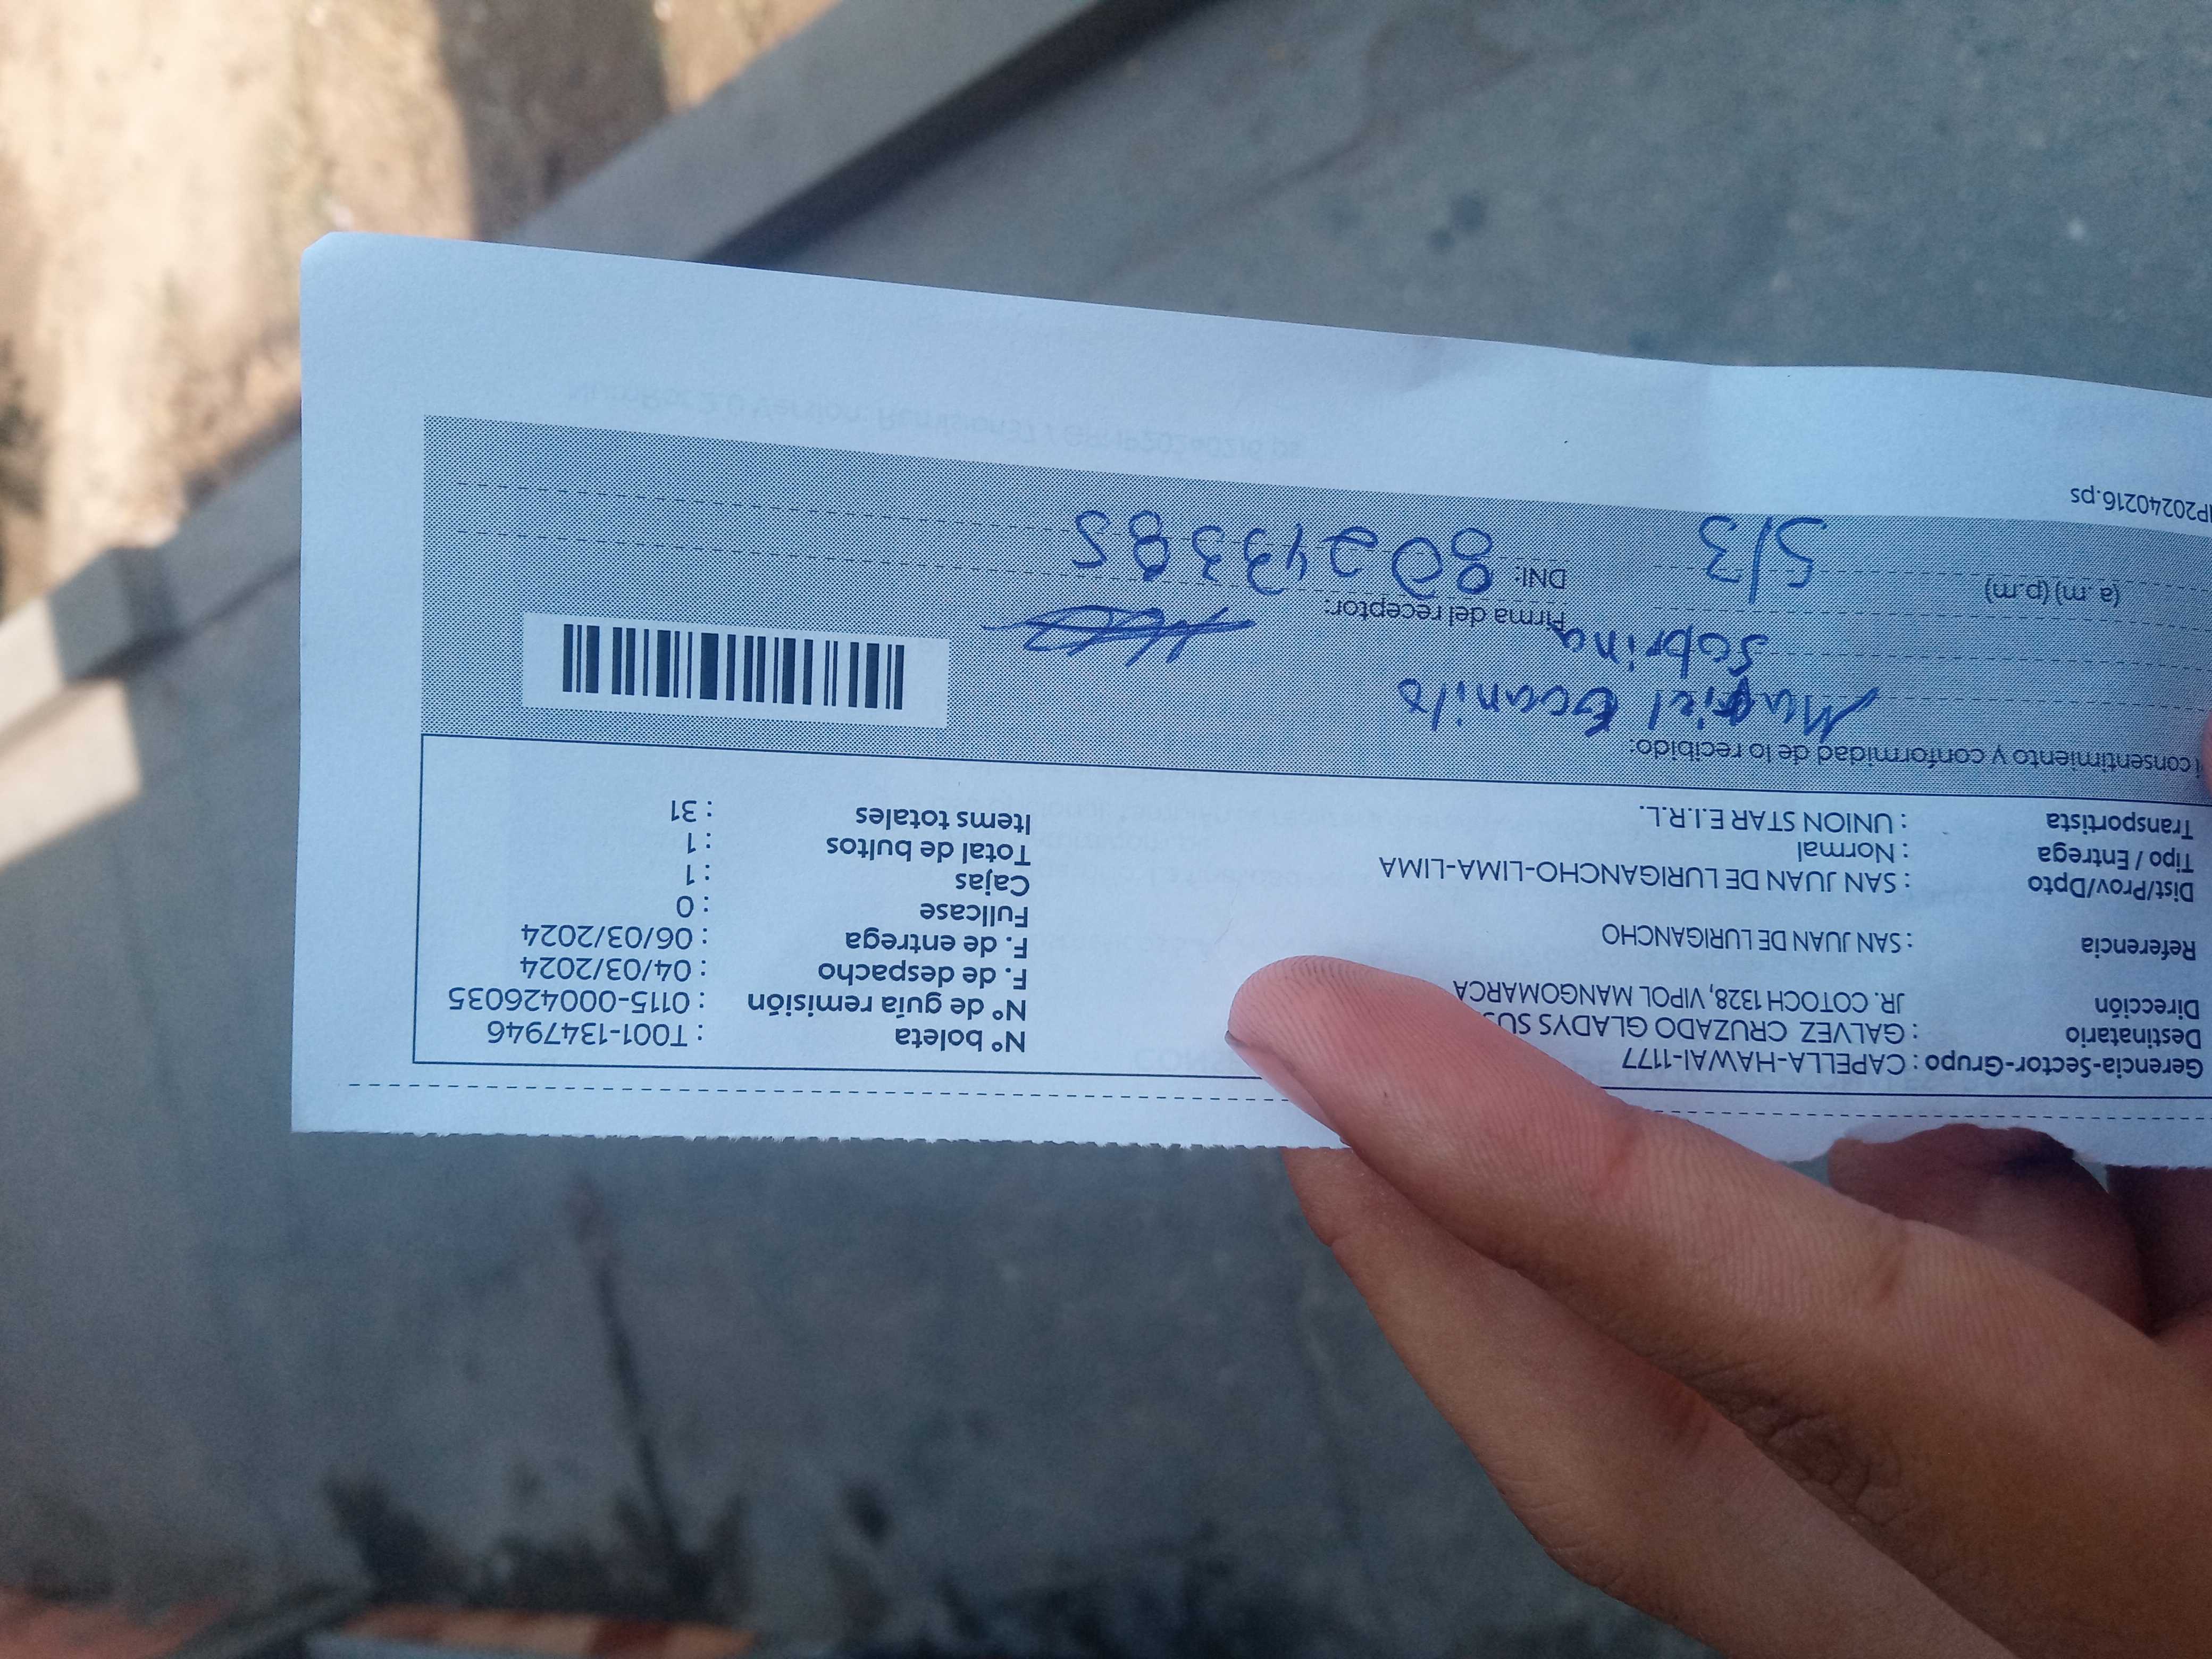 Gerencia-Sector-Grupo : CAPELLA-HAWAI-1177
Destinatario : GALVEZ CRUZADO GLADYS
Dirección JR. COTOCH 1328, VIPOL MANGOMARCA
Referencia : SAN JUAN DE LURIGANCHO
Dist/Prov/Dpto : SAN JUAN DE LURIGANCHO-LIMA-LIMA
Tipo / Entrega : Normal
Transportista : UNION STAR E.I.R.L.
N° boleta : T001-1347946
N° de guía remisión : 0115-000426035
F. de despacho : 04/03/2024
F. de entrega : 06/03/2024
Fullcase : 0
Cajas : 1
Total de bultos : 1
Items totales : 31
consentimiento y conformidad de lo recibido:
Sobrina
Firma del receptor:
(a .m) (p.m) 5/3 DNI: 80243385
P20240216.ps